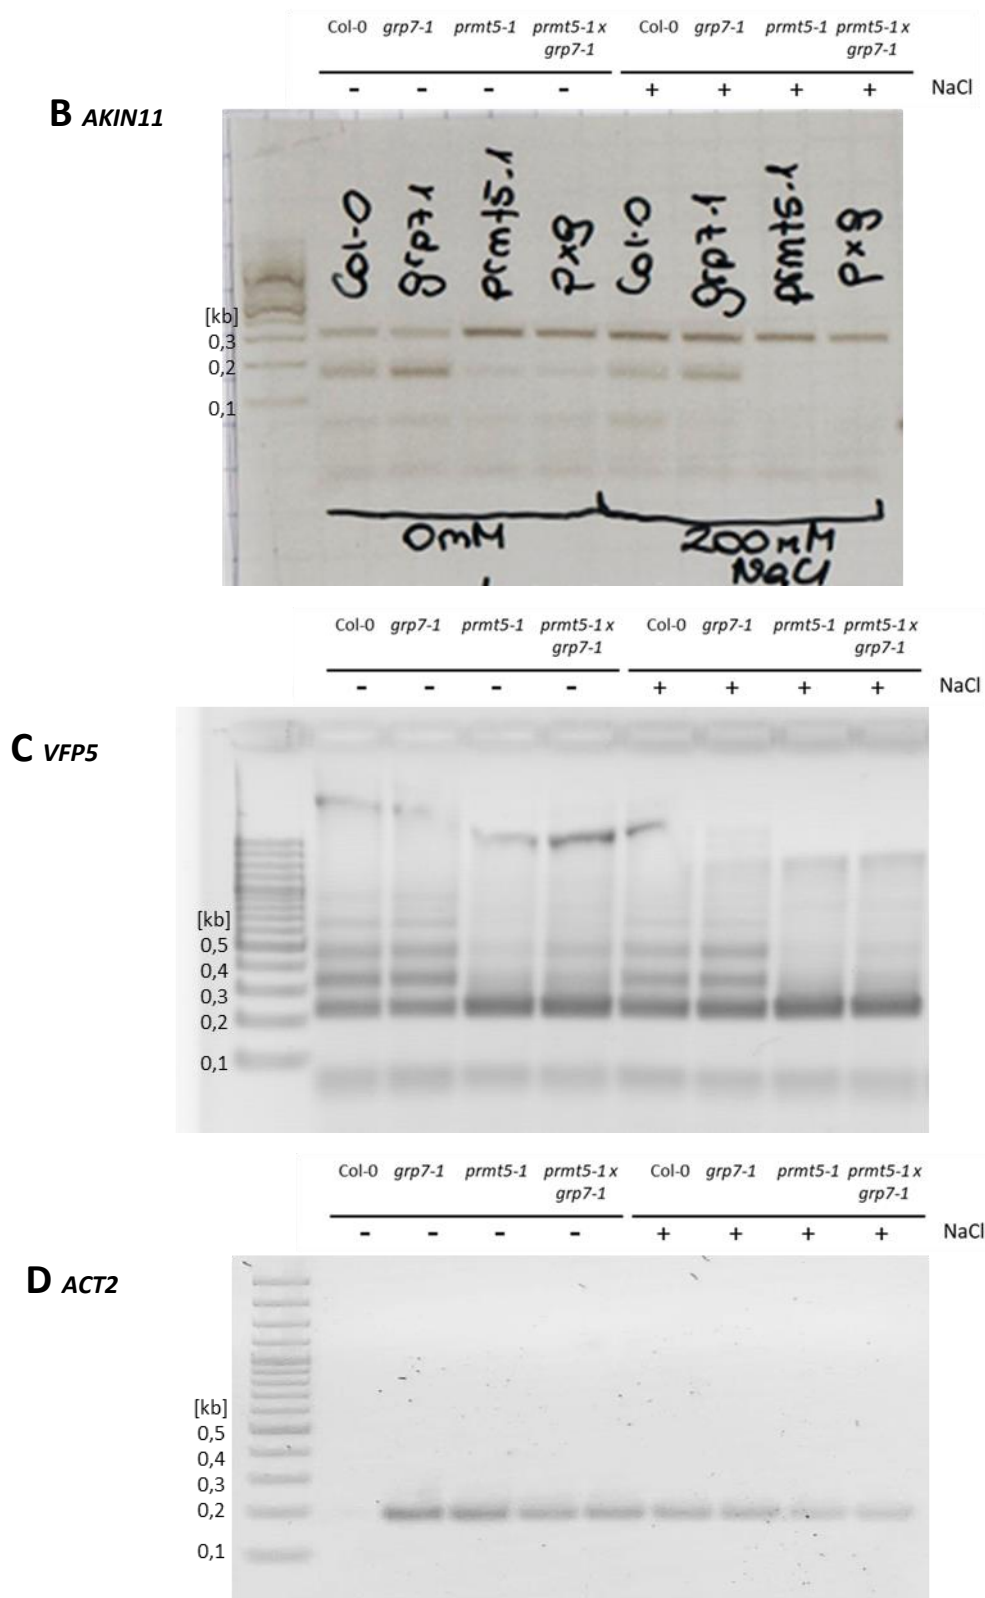 Col-0 grp7-1 prmt5-1 prmt5-1 x grp7-1 Col-0 grp7-1 prmt5-1 prmt5-1 x grp7-1
- - - - + + + + NaCl
B AKIN11
Col-0 grp7.1 prmt5.1 pxg Col.0 grp7.1 prmt5.1 pxg
[kb]
0,3
0,2
0,1
0mM 200mM
NaCl
Col-0 grp7-1 prmt5-1 prmt5-1 x grp7-1 Col-0 grp7-1 prmt5-1 prmt5-1 x grp7-1
- - - - + + + + NaCl
C VFP5
[kb]
0,5
0,4
0,3
0,2
0,1
Col-0 grp7-1 prmt5-1 prmt5-1 x grp7-1 Col-0 grp7-1 prmt5-1 prmt5-1 x grp7-1
- - - - + + + + NaCl
D ACT2
[kb]
0,5
0,4
0,3
0,2
0,1